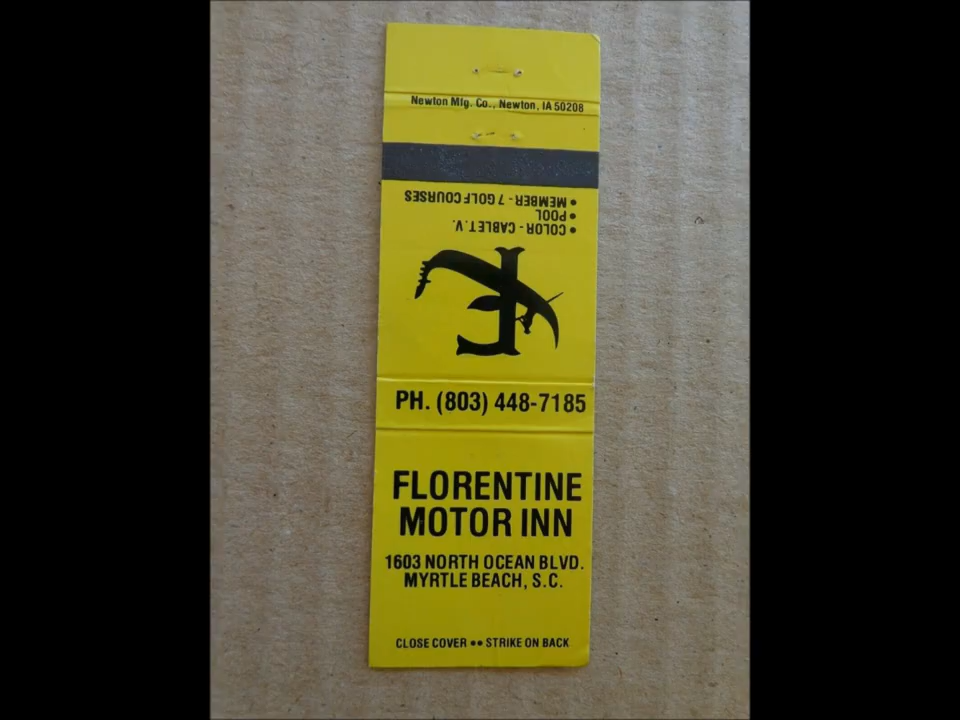 Newton Mfg. Co., Newton, IA 50208
• COLOR - CABLE T.V.
• POOL
• MEMBER - 7 GOLF COURSES
F
PH. (803) 448-7185
FLORENTINE
MOTOR INN
1603 NORTH OCEAN BLVD.
MYRTLE BEACH, S.C.
CLOSE COVER •• STRIKE ON BACK